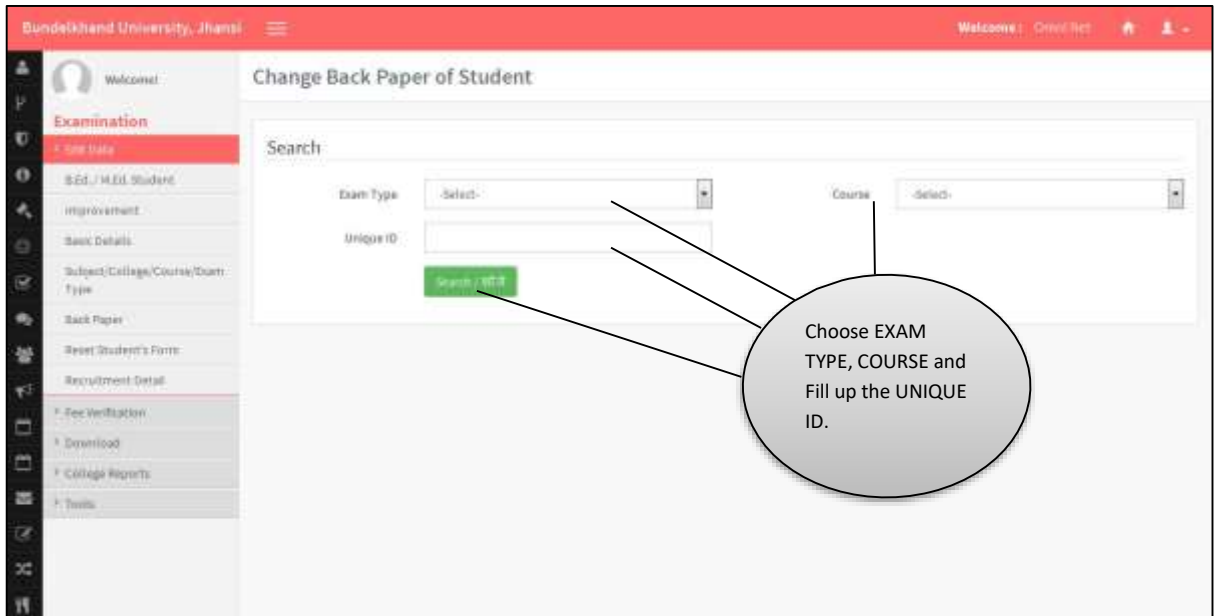 Bundelkhand University, Jhansi
Welcome : Omni Net
Welcome!
Change Back Paper of Student
Examination
Edit Data
B.Ed. / M.Ed. Student
Improvement
Basic Details
Subject/College/Course/Exam
Type
Back Paper
Reset Student's Form
Recruitment Detail
Fee Verification
Download
College Reports
Tools
Search
Exam Type
-Select-
Course
-Select-
Unique ID
Search /
Choose EXAM
TYPE, COURSE and
Fill up the UNIQUE
ID.